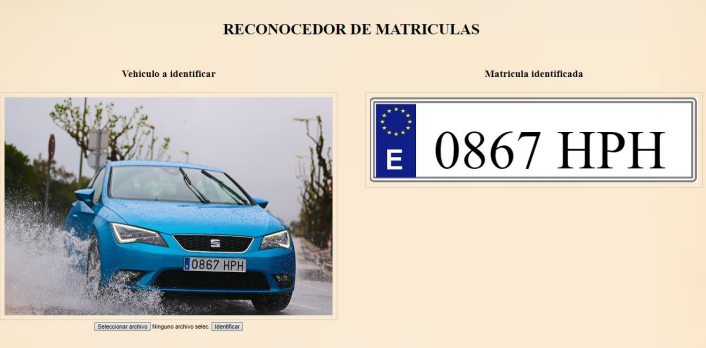 RECONOCEDOR DE MATRICULAS
Vehiculo a identificar
Matricula identificada
E 0867 HPH
0867 HPH
Seleccionar archivo Ninguno archivo selec. Identificar